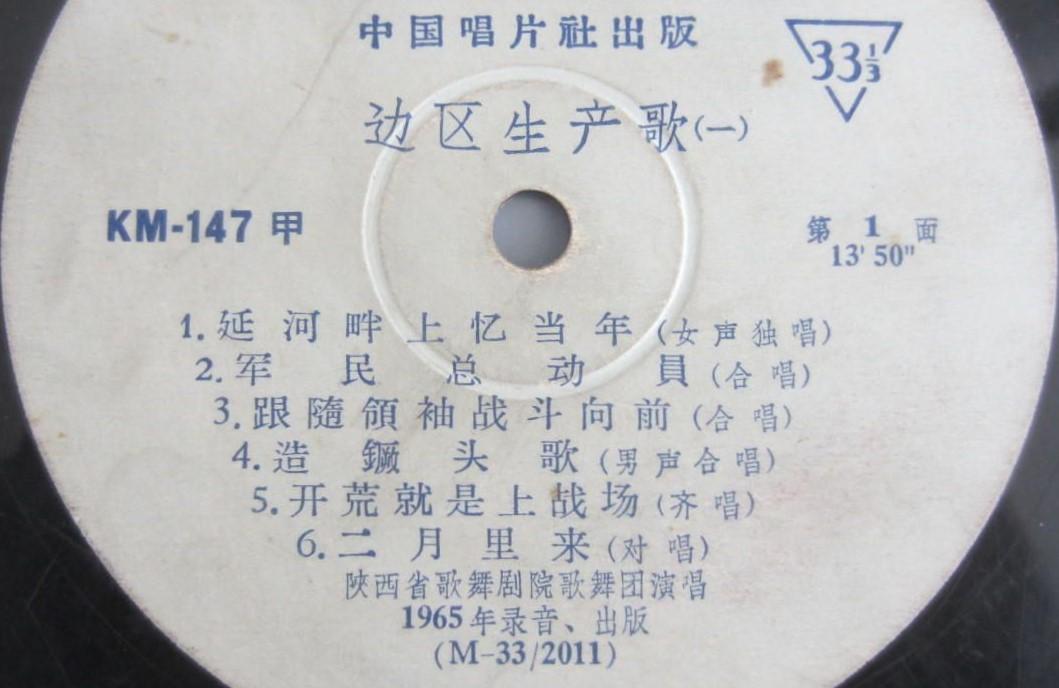 中国唱片社出版
33⅓
边区生产歌(一)
KM-147 甲
第 1 面
13' 50"
1.延河畔上忆当年(女声独唱)
2.军民总动員(合唱)
3.跟隨領袖战斗向前(合唱)
4.造鐝头歌(男声合唱)
5.开荒就是上战场(齐唱)
6.二月里来(对唱)
陝西省歌舞剧院歌舞团演唱
1965年录音、出版
(M-33/2011)